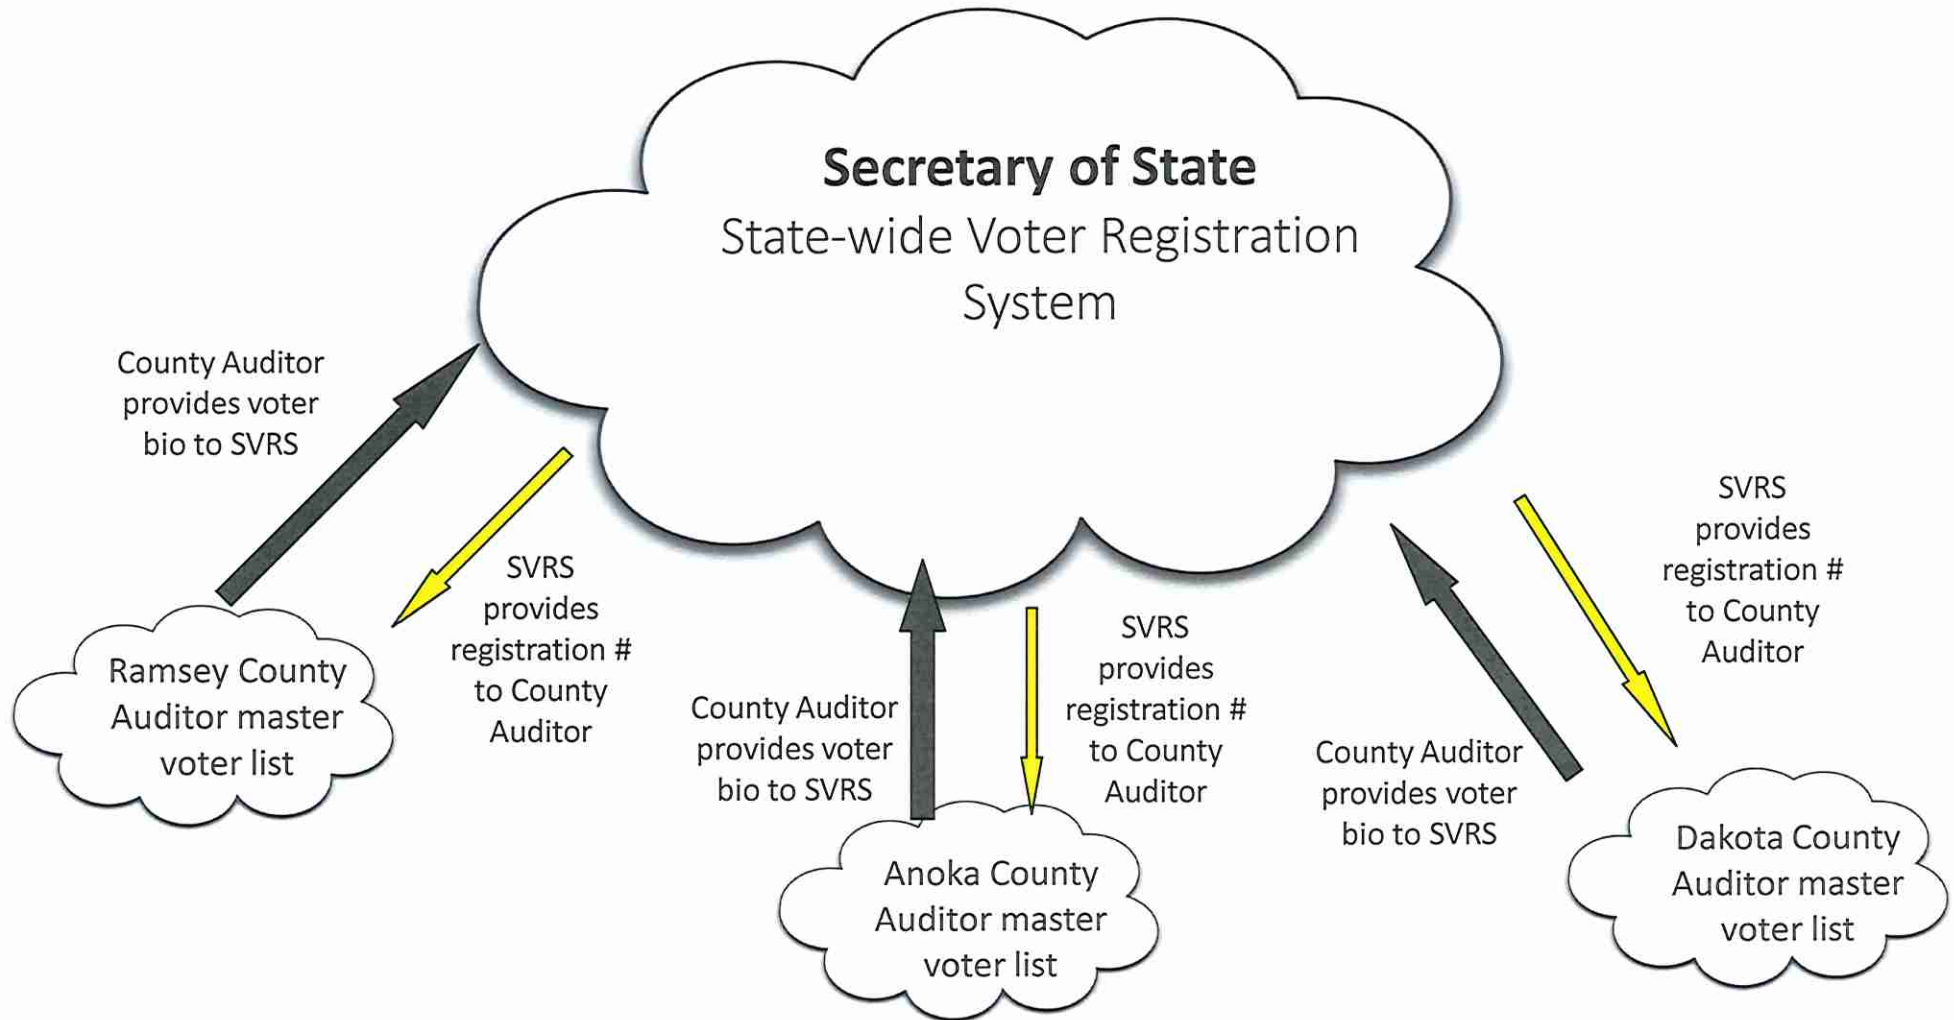 Secretary of State
State-wide Voter Registration
System
County Auditor
provides voter
bio to SVRS
SVRS
provides
registration #
to County
Auditor
Ramsey County
Auditor master
voter list
County Auditor
provides voter
bio to SVRS
SVRS
provides
registration #
to County
Auditor
Anoka County
Auditor master
voter list
County Auditor
provides voter
bio to SVRS
SVRS
provides
registration #
to County
Auditor
Dakota County
Auditor master
voter list